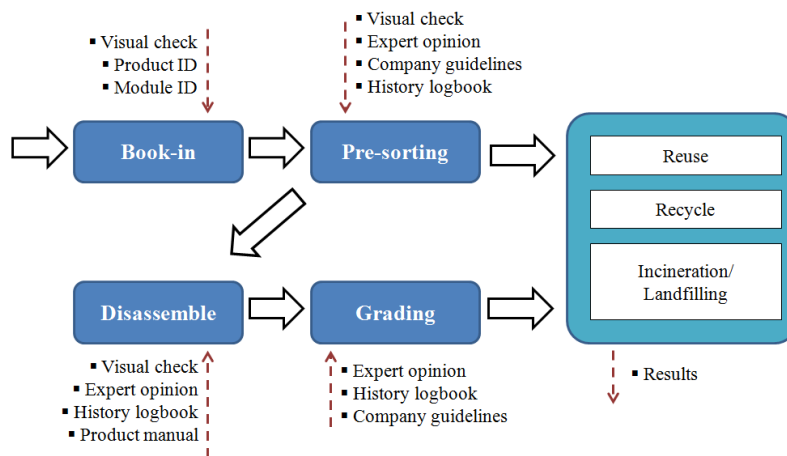 ▪ Visual check
▪ Product ID
▪ Module ID
▪ Visual check
▪ Expert opinion
▪ Company guidelines
▪ History logbook
Book-in
Pre-sorting
Reuse
Recycle
Incineration/
Landfilling
Disassemble
Grading
▪ Visual check
▪ Expert opinion
▪ History logbook
▪ Product manual
▪ Expert opinion
▪ History logbook
▪ Company guidelines
▪ Results